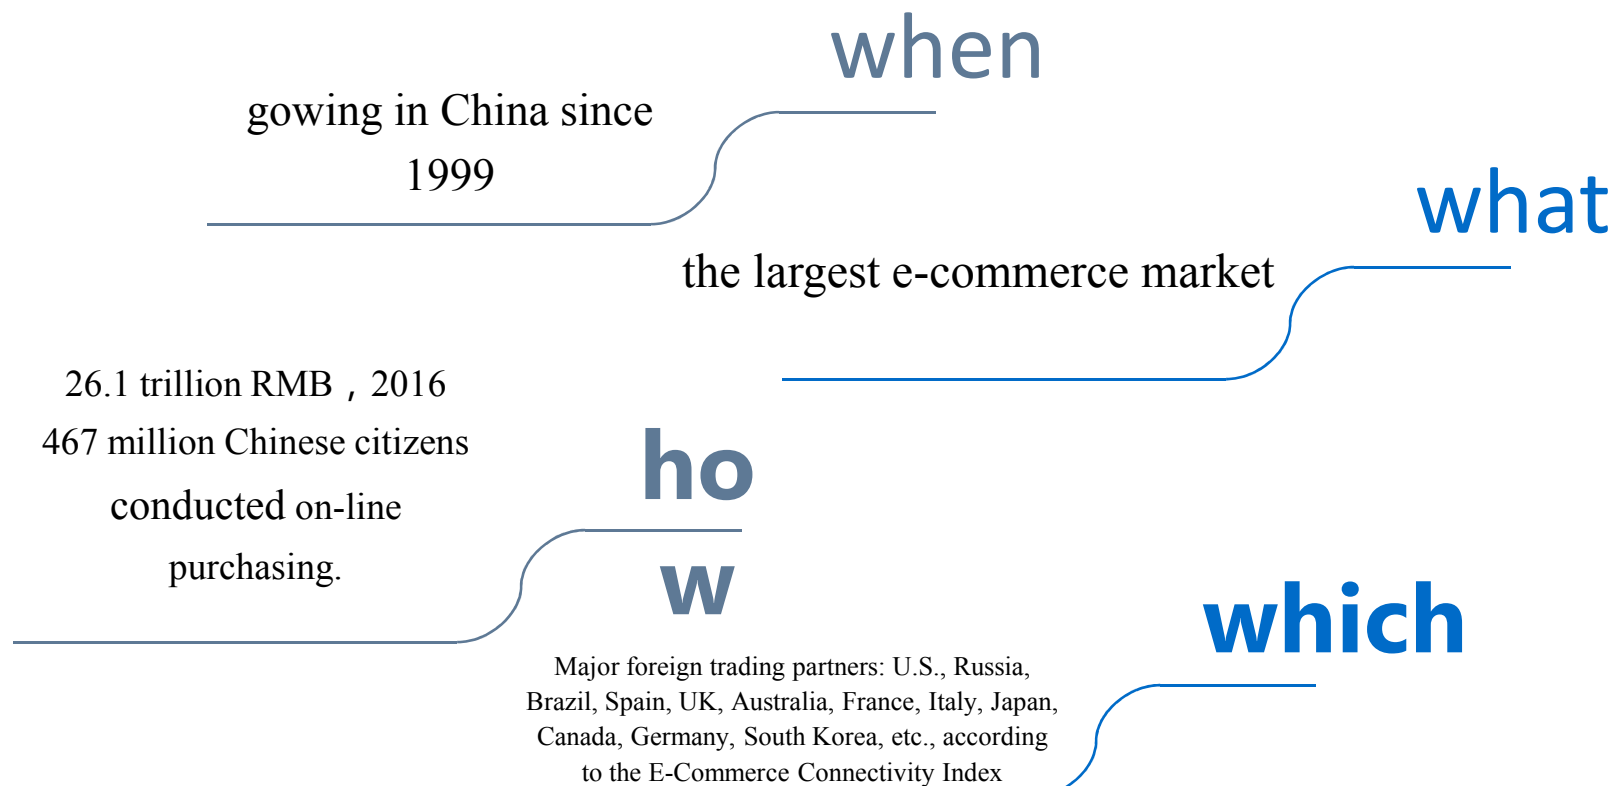 when
gowing in China since
1999
what
the largest e-commerce market
26.1 trillion RMB，2016
467 million Chinese citizens
conducted on-line
purchasing.
ho
w
which
Major foreign trading partners: U.S., Russia,
Brazil, Spain, UK, Australia, France, Italy, Japan,
Canada, Germany, South Korea, etc., according
to the E-Commerce Connectivity Index